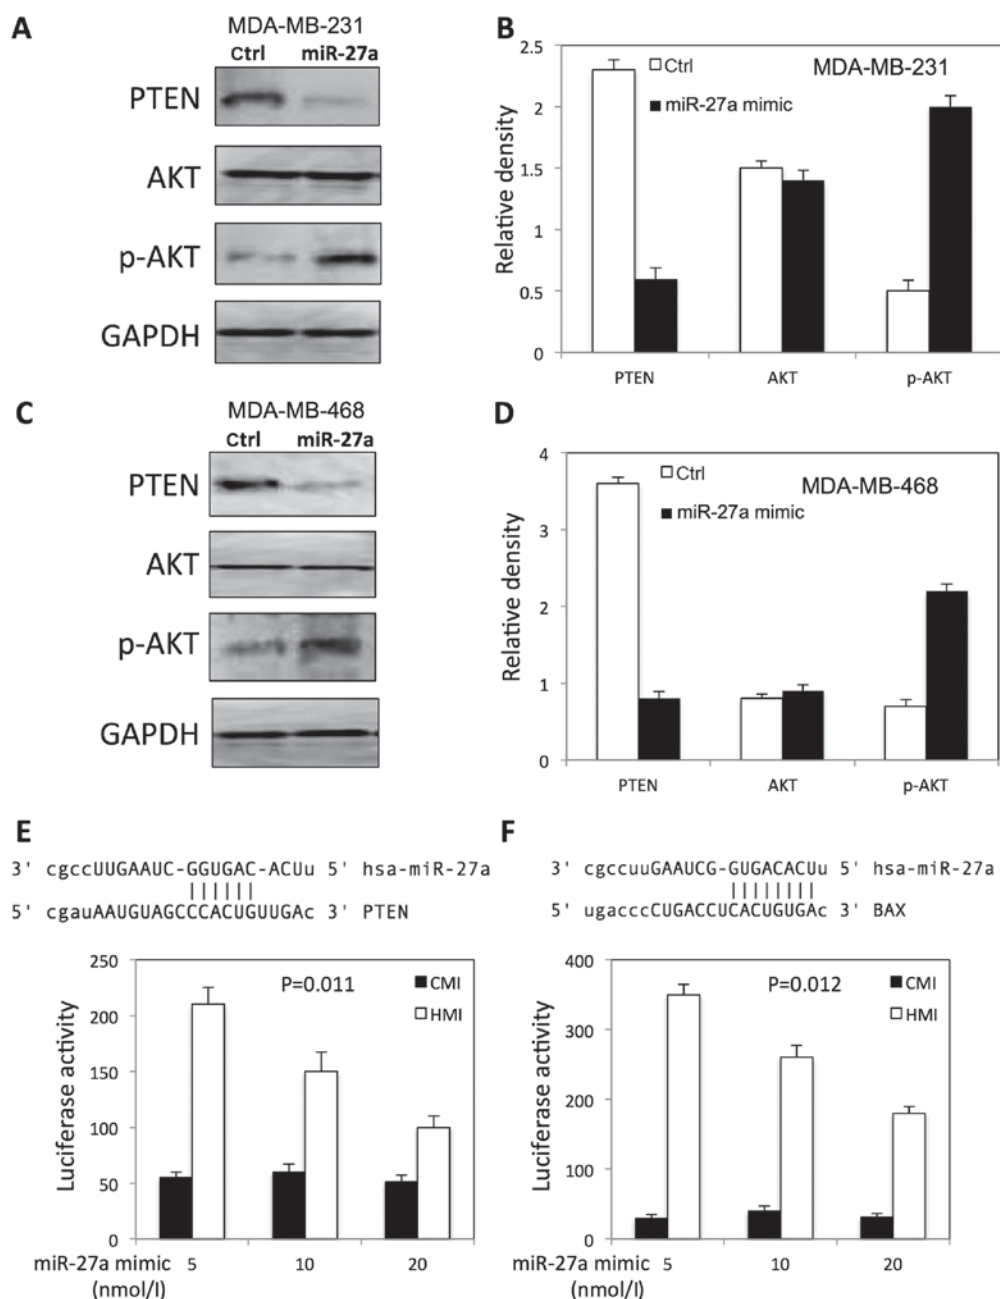 A
MDA-MB-231
Ctrl miR-27a
PTEN
AKT
p-AKT
GAPDH
B
2.5
2
1.5
1
0.5
0
Relative density
Ctrl
miR-27a mimic
MDA-MB-231
PTEN AKT p-AKT
C
MDA-MB-468
Ctrl miR-27a
PTEN
AKT
p-AKT
GAPDH
D
4
3
2
1
0
Relative density
Ctrl
miR-27a mimic
MDA-MB-468
PTEN AKT p-AKT
E
3' cgccUUGAAUC-GGUGAC-ACUu 5' hsa-miR-27a
5' cgauAAUGUAGCCCACUGUUGAc 3' PTEN
250
200
150
100
50
0
Luciferase activity
P=0.011
CMI
HMI
miR-27a mimic 5 10 20
(nmol/l)
F
3' cgccuuGAAUCG-GUGACACUu 5' hsa-miR-27a
5' ugacccCUGACCUCACUGUGAc 3' BAX
400
300
200
100
0
Luciferase activity
P=0.012
CMI
HMI
miR-27a mimic 5 10 20
(nmol/l)